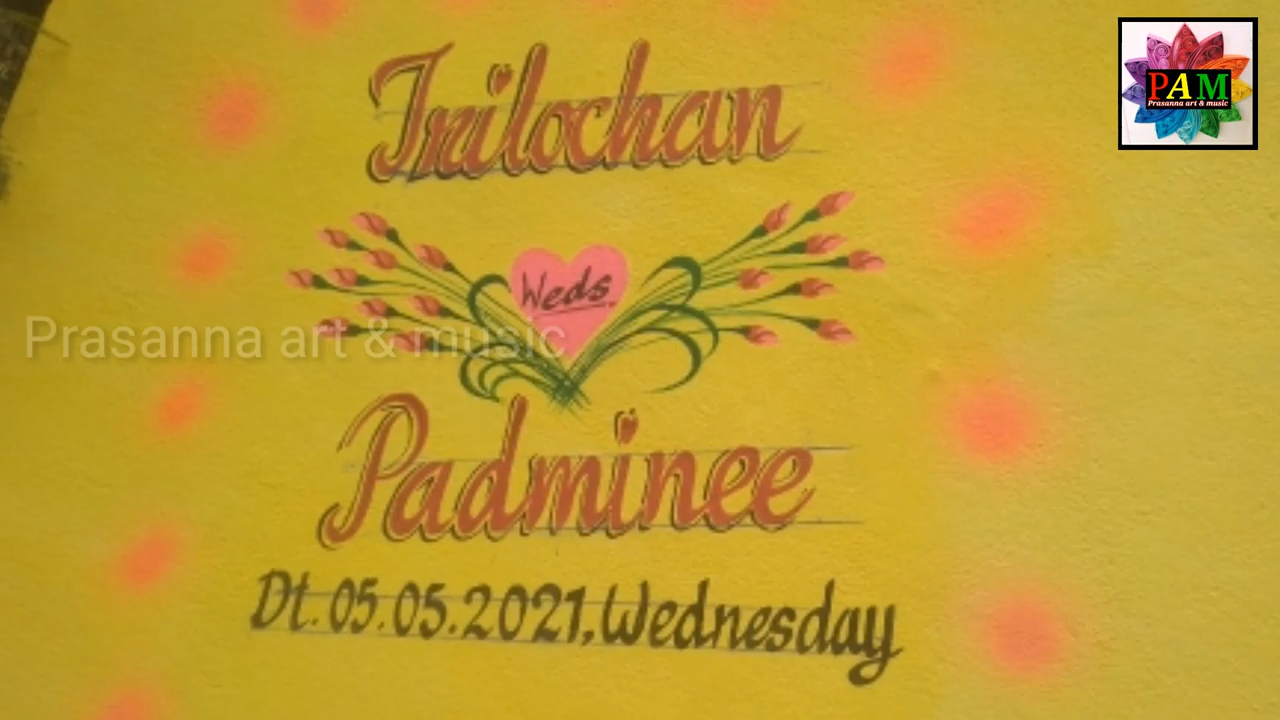 PAM
Prasanna art & music
Trilochan
Weds
Prasanna art & music
Padminee
Dt. 05.05.2021, Wednesday